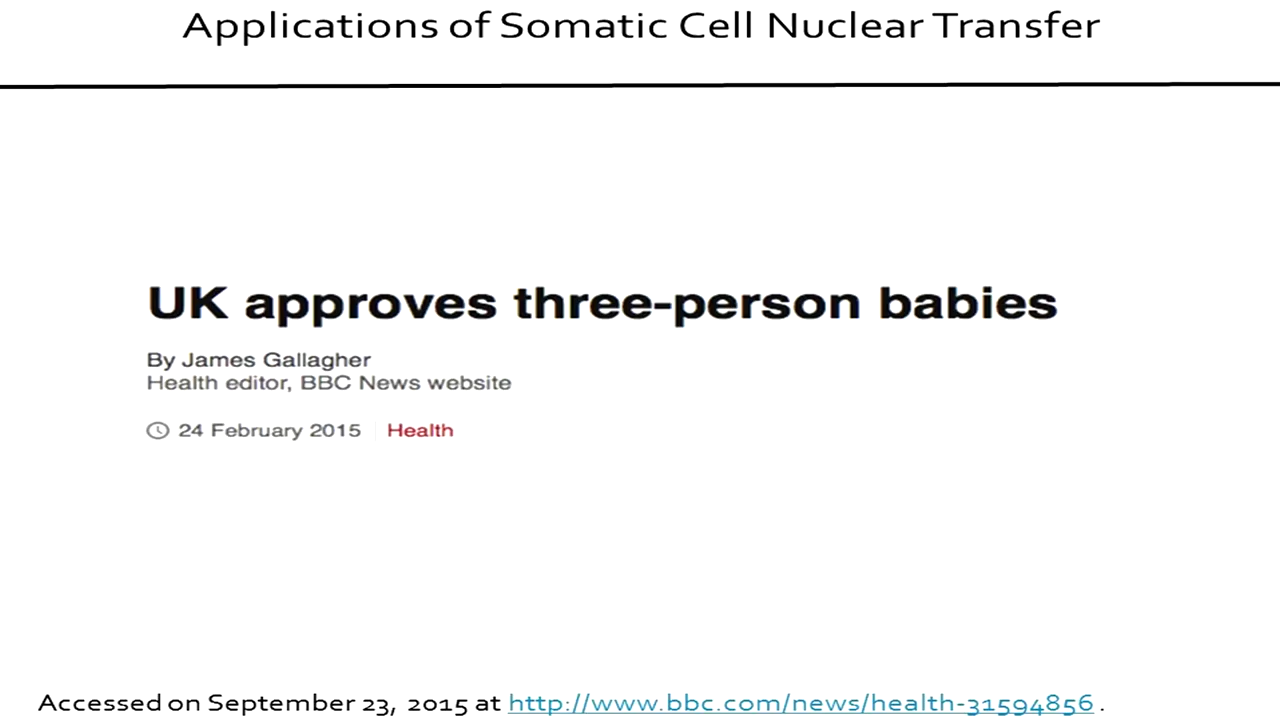 Applications of Somatic Cell Nuclear Transfer
UK approves three-person babies
By James Gallagher
Health editor, BBC News website
24 February 2015 Health
Accessed on September 23, 2015 at http://www.bbc.com/news/health-31594856 .